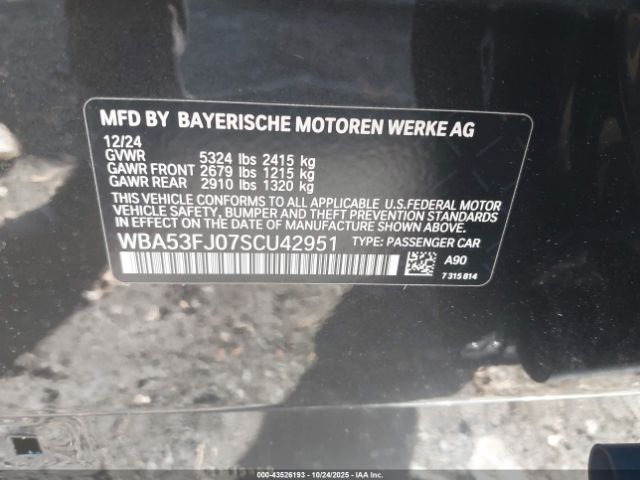 MFD BY BAYERISCHE MOTOREN WERKE AG
12/24
GVWR 5324 lbs 2415 kg
GAWR FRONT 2679 lbs 1215 kg
GAWR REAR 2910 lbs 1320 kg
THIS VEHICLE CONFORMS TO ALL APPLICABLE U.S.FEDERAL MOTOR
VEHICLE SAFETY, BUMPER, AND THEFT PREVENTION STANDARDS
IN EFFECT ON THE DATE OF MANUFACTURE SHOWN ABOVE.
WBA53FJ07SCU42951 TYPE: PASSENGER CAR
A90
7 315 814
000-43526193 - 10/24/2025 - IAAI, Inc.